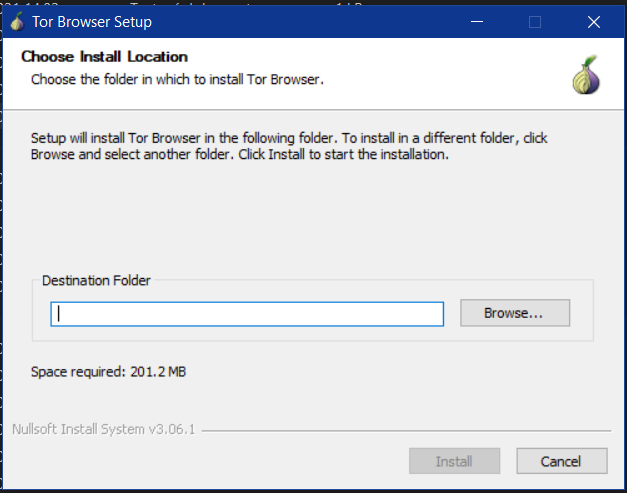 Tor Browser Setup
Choose Install Location
Choose the folder in which to install Tor Browser.
Setup will install Tor Browser in the following folder. To install in a different folder, click
Browse and select another folder. Click Install to start the installation.
Destination Folder
Browse...
Space required: 201.2 MB
Nullsoft Install System v3.06.1
Install
Cancel